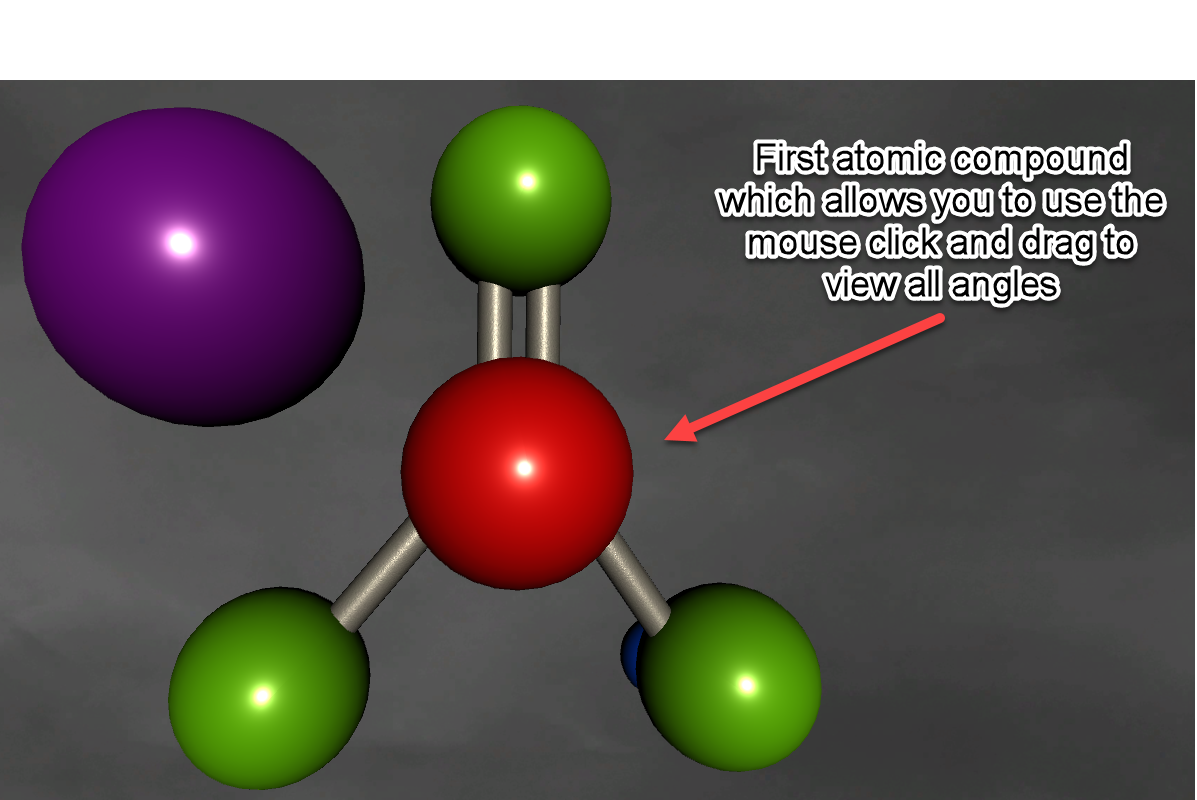 First atomic compound
which allows you to use the
mouse click and drag to
view all angles